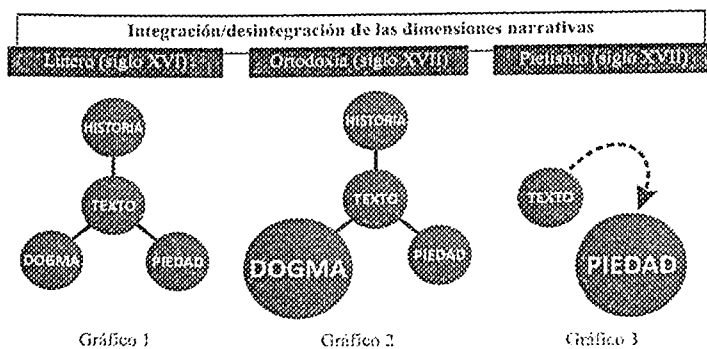 Integración/desintegración de las dimensiones narrativas
Lutero (siglo XVI)
Ortodoxia (siglo XVII)
Pietismo (siglo XVII)
HISTORIA
TEXTO
DOGMA
PIEDAD
Gráfico 1
HISTORIA
TEXTO
DOGMA
PIEDAD
Gráfico 2
TEXTO
PIEDAD
Gráfico 3